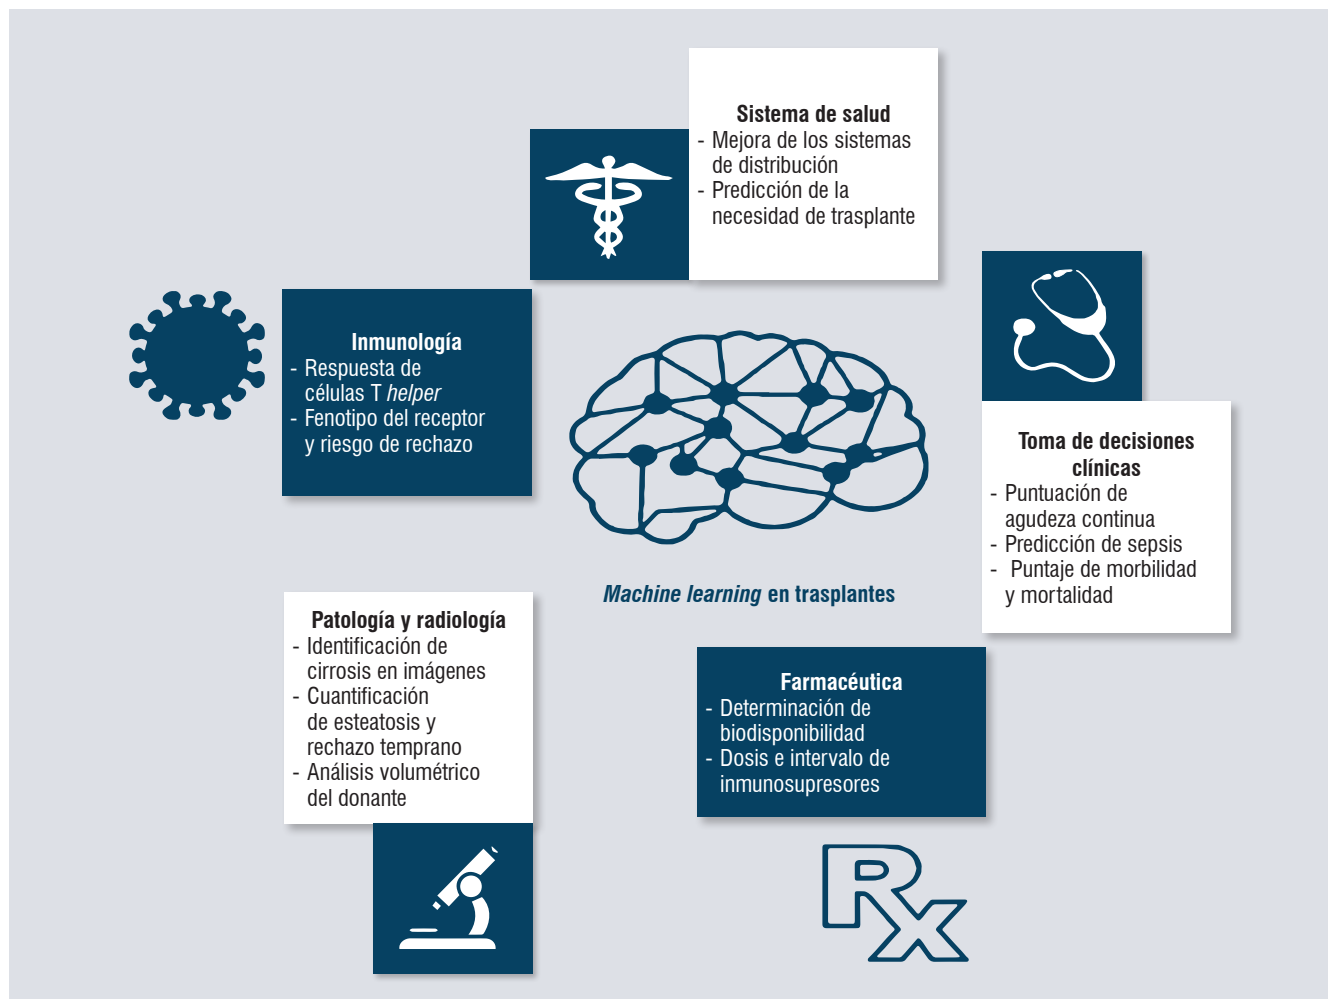 Sistema de salud
- Mejora de los sistemas
de distribución
- Predicción de la
necesidad de trasplante
Inmunología
- Respuesta de
células T helper
- Fenotipo del receptor
y riesgo de rechazo
Toma de decisiones
clínicas
- Puntuación de
agudeza continua
- Predicción de sepsis
- Puntaje de morbilidad
y mortalidad
Machine learning en trasplantes
Patología y radiología
- Identificación de
cirrosis en imágenes
- Cuantificación
de esteatosis y
rechazo temprano
- Análisis volumétrico
del donante
Farmacéutica
- Determinación de
biodisponibilidad
- Dosis e intervalo de
inmunosupresores
Rx